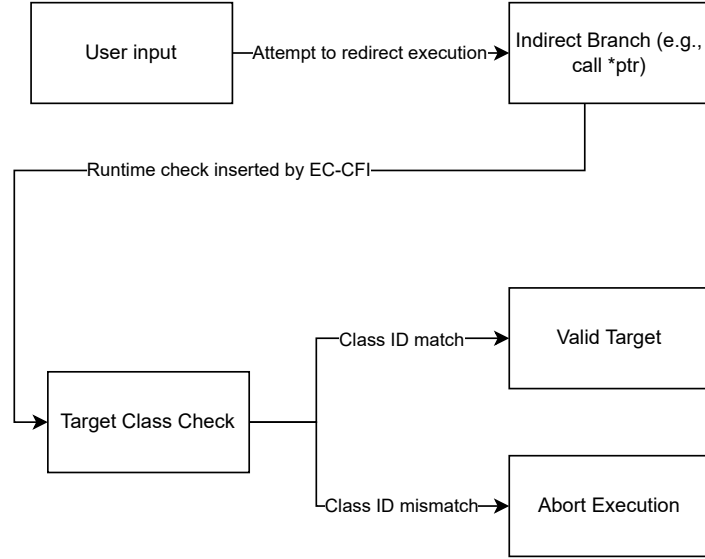 User input
Attempt to redirect execution
Indirect Branch (e.g.,
call *ptr)
Runtime check inserted by EC-CFI
Class ID match
Valid Target
Target Class Check
Class ID mismatch
Abort Execution